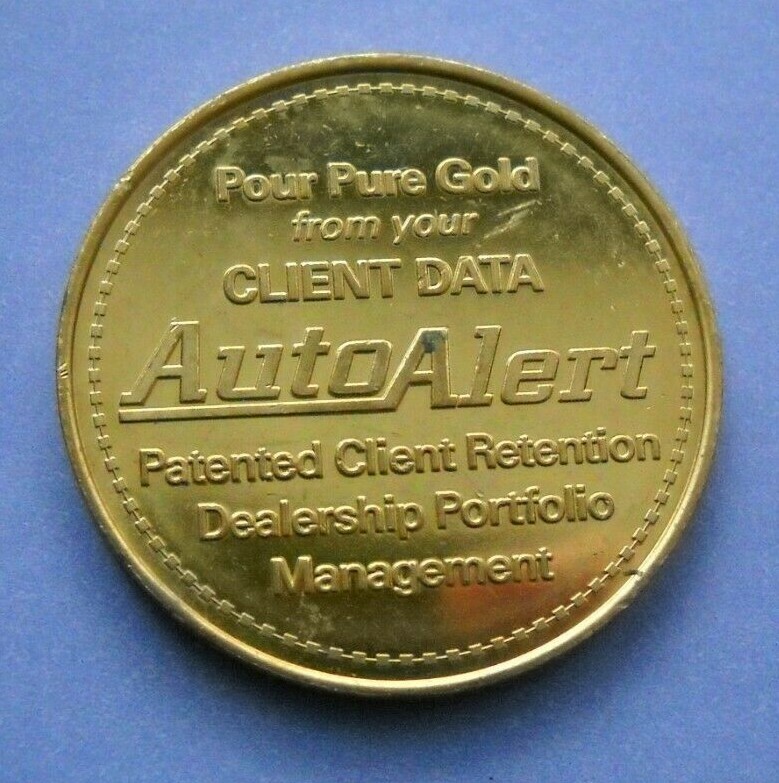 Pour Pure Gold
from your
CLIENT DATA
AutoAlert
Patented Client Retention
Dealership Portfolio
Management